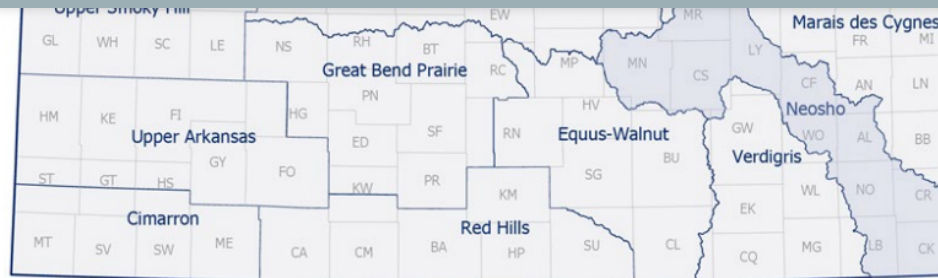 Upper Smoky Hill
EW
MR
Marais des Cygnes
GL WH SC LE NS RH BT LY FR MI
Great Bend Prairie RC MP MN CS
PN CF AN LN
HM KE FI HG HV Neosho
Upper Arkansas ED SF RN Equus-Walnut GW WO AL BB
GY BU Verdigris
ST GT HS FO KW PR KM SG WL NO CR
Cimarron Red Hills EK
MT SV SW ME CA CM BA HP SU CL CQ MG LB CK